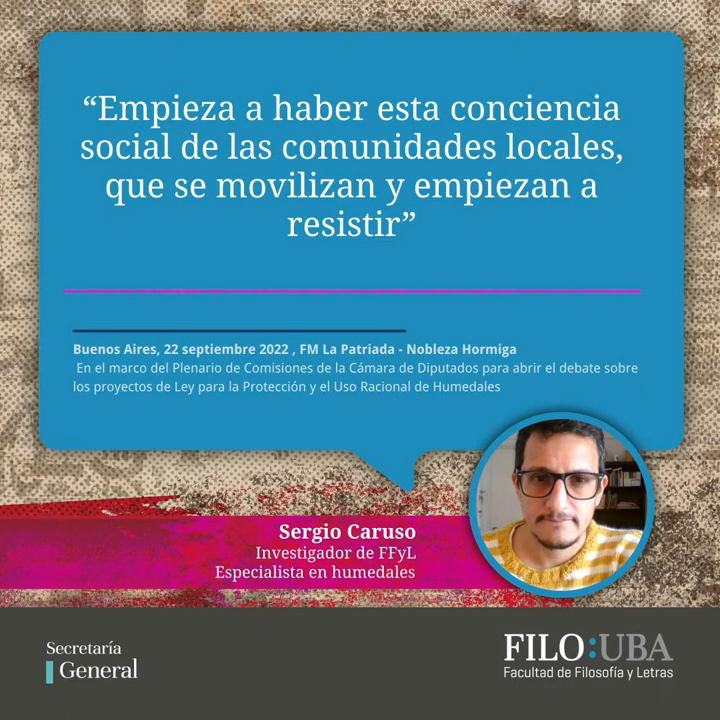 “Empieza a haber esta conciencia
social de las comunidades locales,
que se movilizan y empiezan a
resistir”
Buenos Aires, 22 septiembre 2022 , FM La Patriada - Nobleza Hormiga
En el marco del Plenario de Comisiones de la Cámara de Diputados para abrir el debate sobre
los proyectos de Ley para la Protección y el Uso Racional de Humedales
Sergio Caruso
Investigador de FFyL
Especialista en humedales
Secretaría
General
FILO:UBA
Facultad de Filosofía y Letras